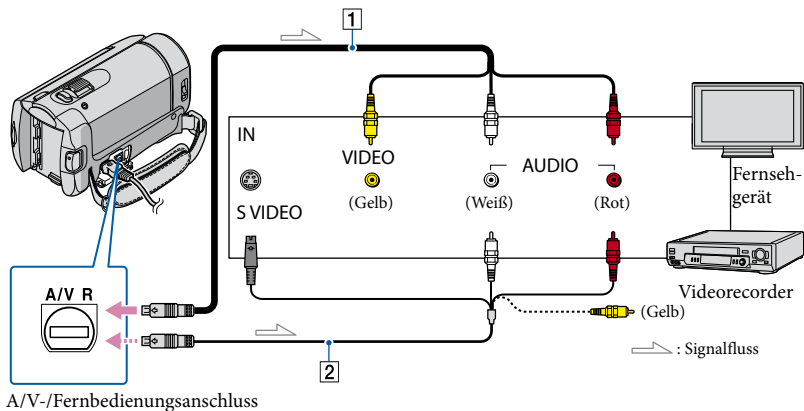 1
IN
VIDEO
AUDIO
S VIDEO
(Gelb)
(Weiß)
(Rot)
Fernseh-
gerät
A/V R
Videorecorder
(Gelb)
: Signalfluss
2
A/V-/Fernbedienungsanschluss